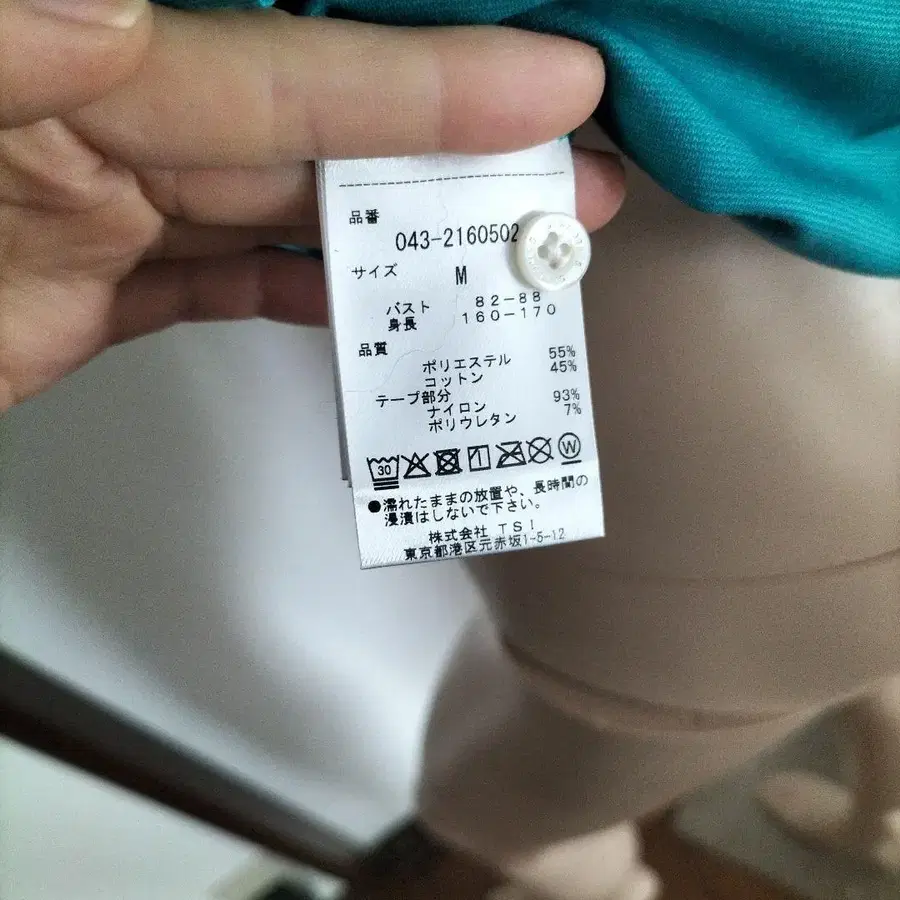 品番
043-2160502
サイズ M
バスト 82-88
身長 160-170
品質
ポリエステル 55%
コットン 45%
テープ部分
ナイロン 93%
ポリウレタン 7%
30 W
●濡れたままの放置や、長時間の
浸漬はしないで下さい。
株式会社 TSI
東京都港区元赤坂1-5-12